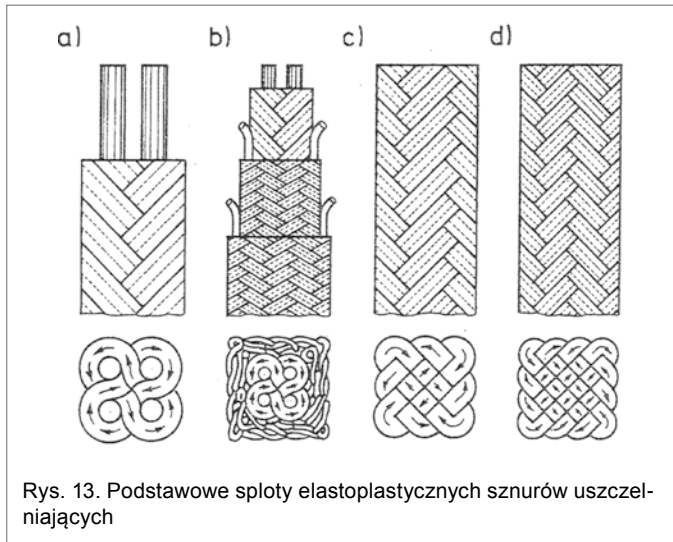 a) b) c) d)
Rys. 13. Podstawowe sploty elastoplastycznych sznurów uszczel-
niających